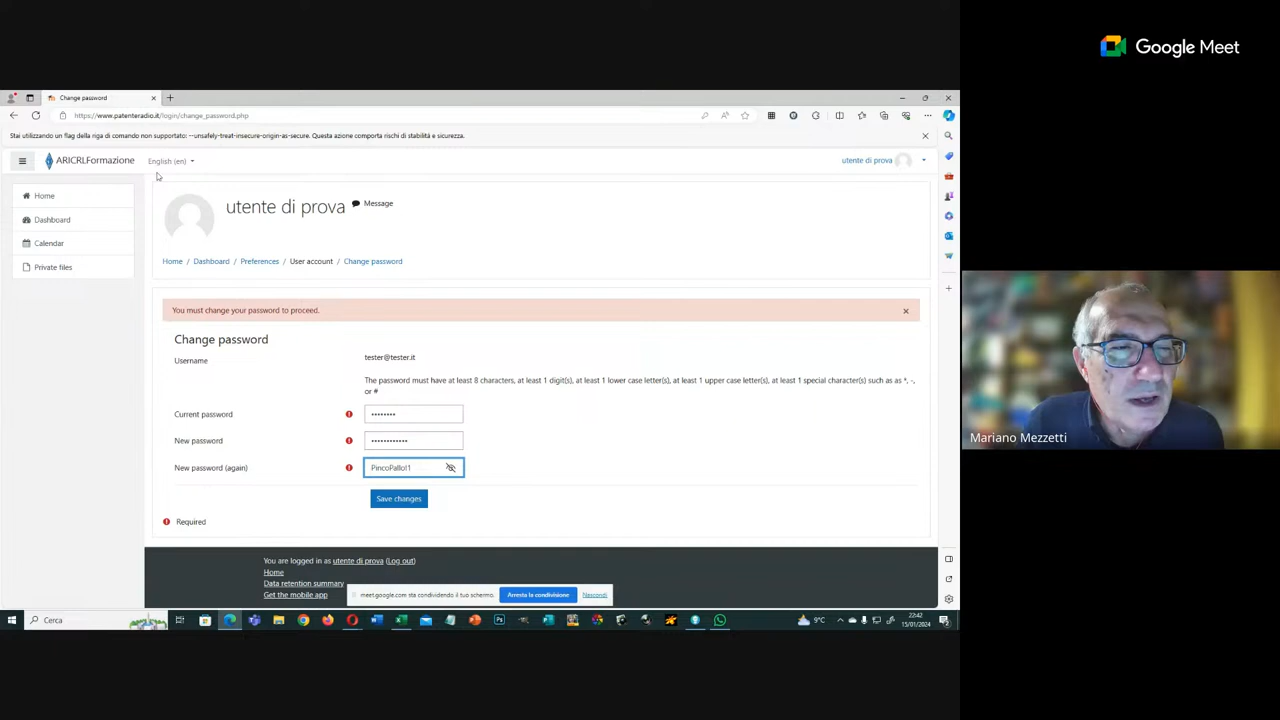 Google Meet
Change password
https://www.patenteradio.it/login/change_password.php
Stai utilizzando un flag della riga di comando non supportato: --unsafely-treat-insecure-origin-as-secure. Questa azione comporta rischi di stabilità e sicurezza.
ARICRLFormazione English (en) utente di prova
Home
Dashboard
Calendar
Private files
utente di prova Message
Home / Dashboard / Preferences / User account / Change password
You must change your password to proceed.
Change password
Username tester@tester.it
The password must have at least 8 characters, at least 1 digit(s), at least 1 lower case letter(s), at least 1 upper case letter(s), at least 1 special character(s) such as as *, -,
or #
Current password ••••••••
New password ••••••••••••
New password (again)
Save changes
Required
You are logged in as utente di prova (Log out)
Home
Data retention summary
Get the mobile app
meet.google.com sta condividendo il tuo schermo. Arresta la condivisione Nascondi
Cerca 9°C 22:42
15/01/2024
Mariano Mezzetti